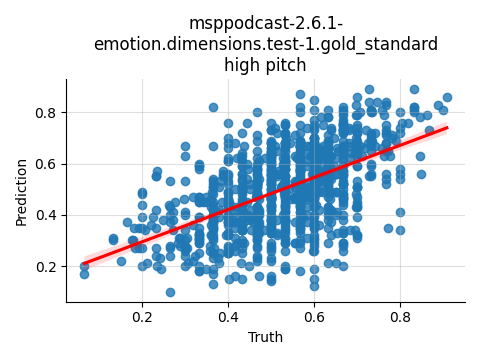 msppodcast-2.6.1-
emotion.dimensions.test-1.gold_standard
high pitch
Prediction
0.8
0.6
0.4
0.2
0.2
0.4
0.6
0.8
Truth